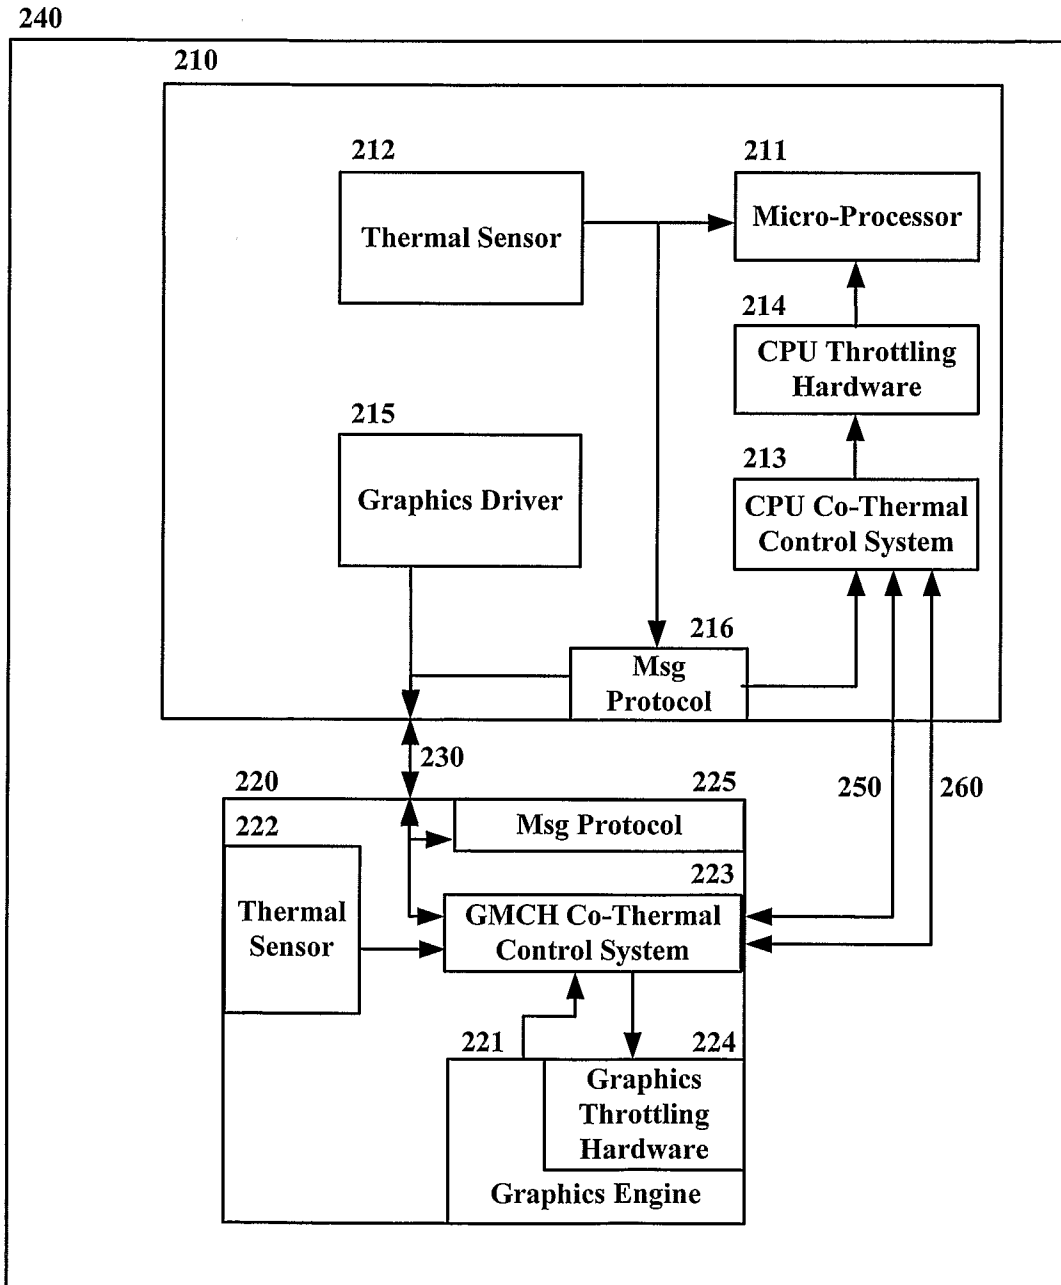 240
210
212
211
Thermal Sensor
Micro-Processor
214
CPU Throttling
Hardware
215
213
Graphics Driver
CPU Co-Thermal
Control System
216
Msg
Protocol
230
250
260
220
225
222
Msg Protocol
223
Thermal
Sensor
GMCH Co-Thermal
Control System
221
224
Graphics
Throttling
Hardware
Graphics Engine